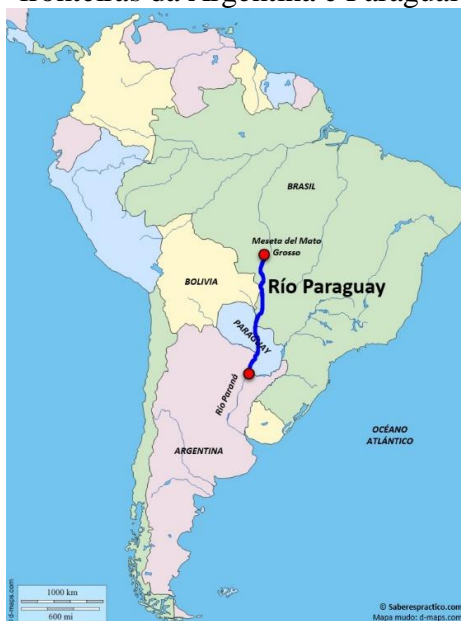 fronteiras da Argentina e Paraguai
BRASIL
Meseta del Mato
Grosso
BOLIVIA
Río Paraguay
PARAGUAY
Río Paraná
OCÉANO
ATLÁNTICO
ARGENTINA
1000 km
600 mi
d-maps.com
© Saberespractico.com
Mapa mudo: d-maps.com